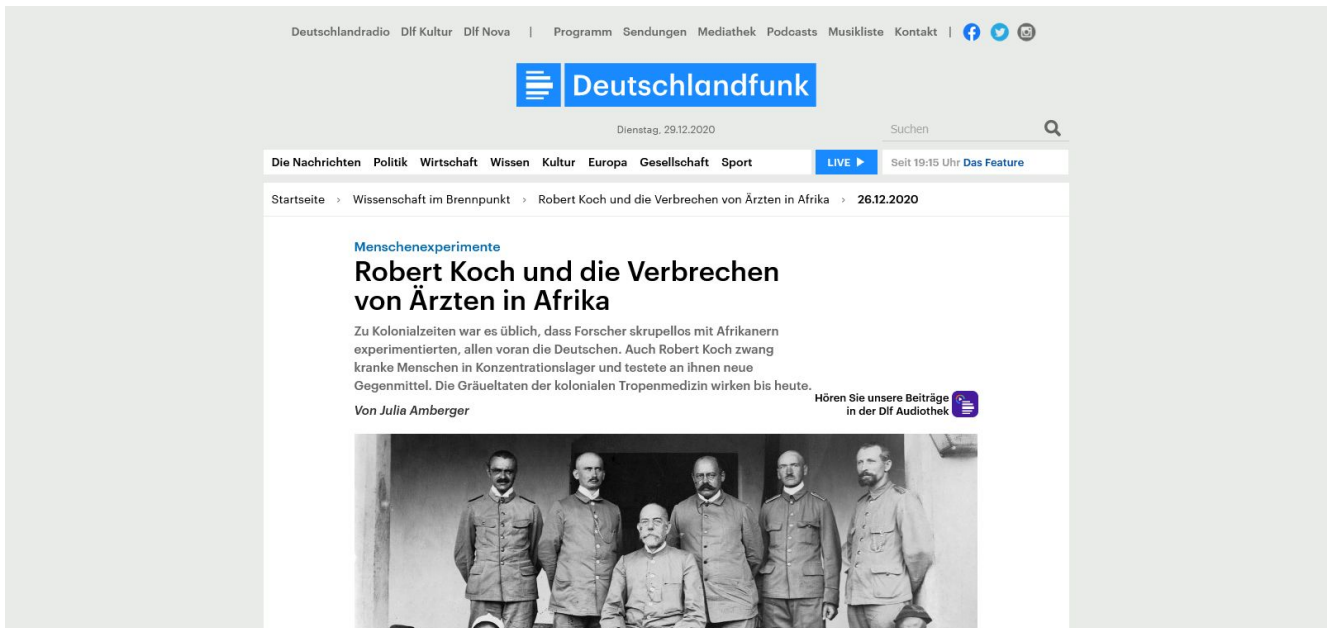 Deutschlandradio Dlf Kultur Dlf Nova | Programm Sendungen Mediathek Podcasts Musikliste Kontakt |
Deutschlandfunk
Dienstag, 29.12.2020
Suchen
Die Nachrichten Politik Wirtschaft Wissen Kultur Europa Gesellschaft Sport
LIVE
Seit 19:15 Uhr Das Feature
Startseite › Wissenschaft im Brennpunkt › Robert Koch und die Verbrechen von Ärzten in Afrika › 26.12.2020
Menschenexperimente
Robert Koch und die Verbrechen
von Ärzten in Afrika
Zu Kolonialzeiten war es üblich, dass Forscher skrupellos mit Afrikanern
experimentierten, allen voran die Deutschen. Auch Robert Koch zwang
kranke Menschen in Konzentrationslager und testete an ihnen neue
Gegenmittel. Die Gräueltaten der kolonialen Tropenmedizin wirken bis heute.
Von Julia Amberger
Hören Sie unsere Beiträge
in der Dlf Audiothek